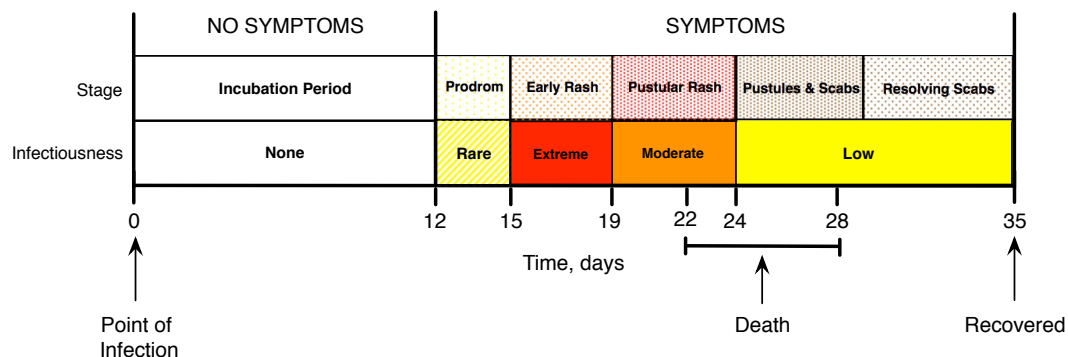 NO SYMPTOMS SYMPTOMS
Stage Incubation Period Prodrom Early Rash Pustular Rash Pustules & Scabs Resolving Scabs
Infectiousness None Rare Extreme Moderate Low
0 12 15 19 22 24 28 35
Time, days
Point of
Infection
Death
Recovered